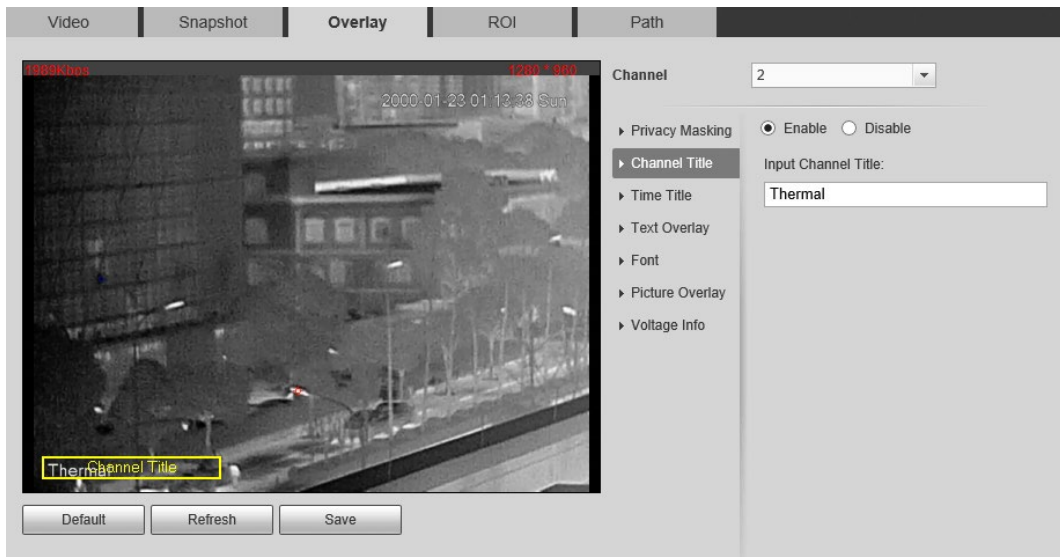 Video
Snapshot
Overlay
ROI
Path
1989Kbps
1280 * 960
2000-01-23 01:13:38 Sun
Thermal
Channel Title
Default
Refresh
Save
Channel
2
Privacy Masking
Channel Title
Time Title
Text Overlay
Font
Picture Overlay
Voltage Info
Enable
Disable
Input Channel Title:
Thermal